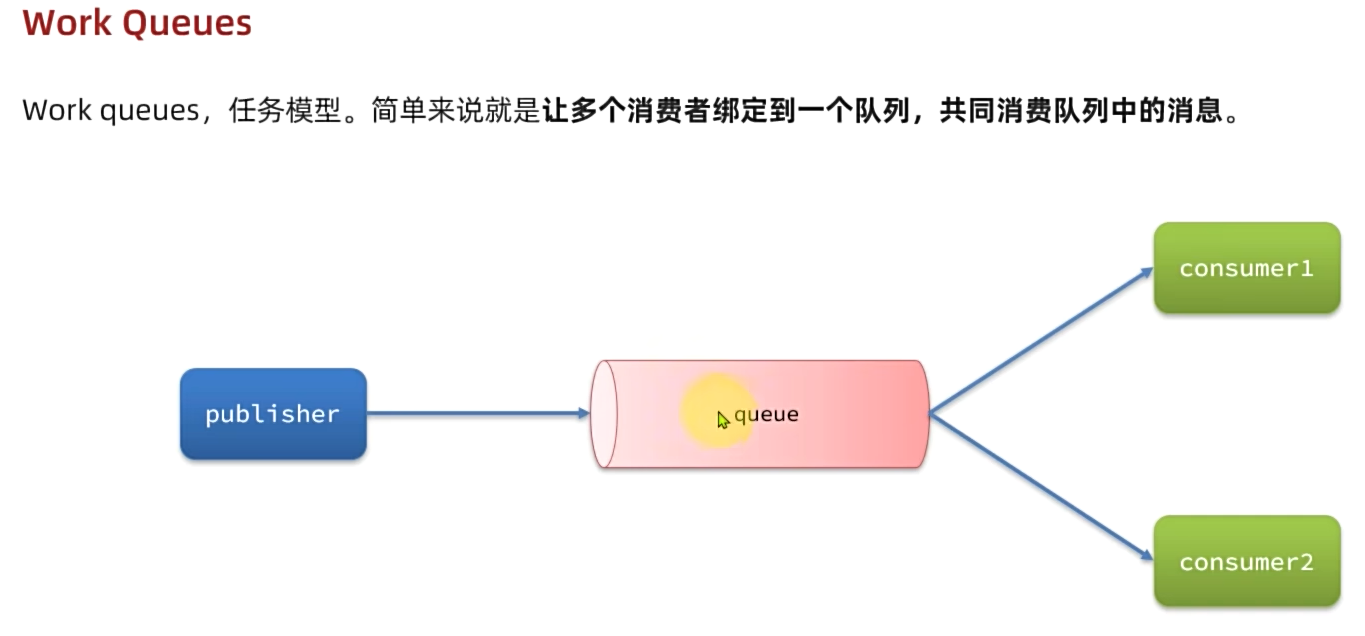 Work Queues
Work queues，任务模型。简单来说就是让多个消费者绑定到一个队列，共同消费队列中的消息。
consumer1
publisher
queue
consumer2